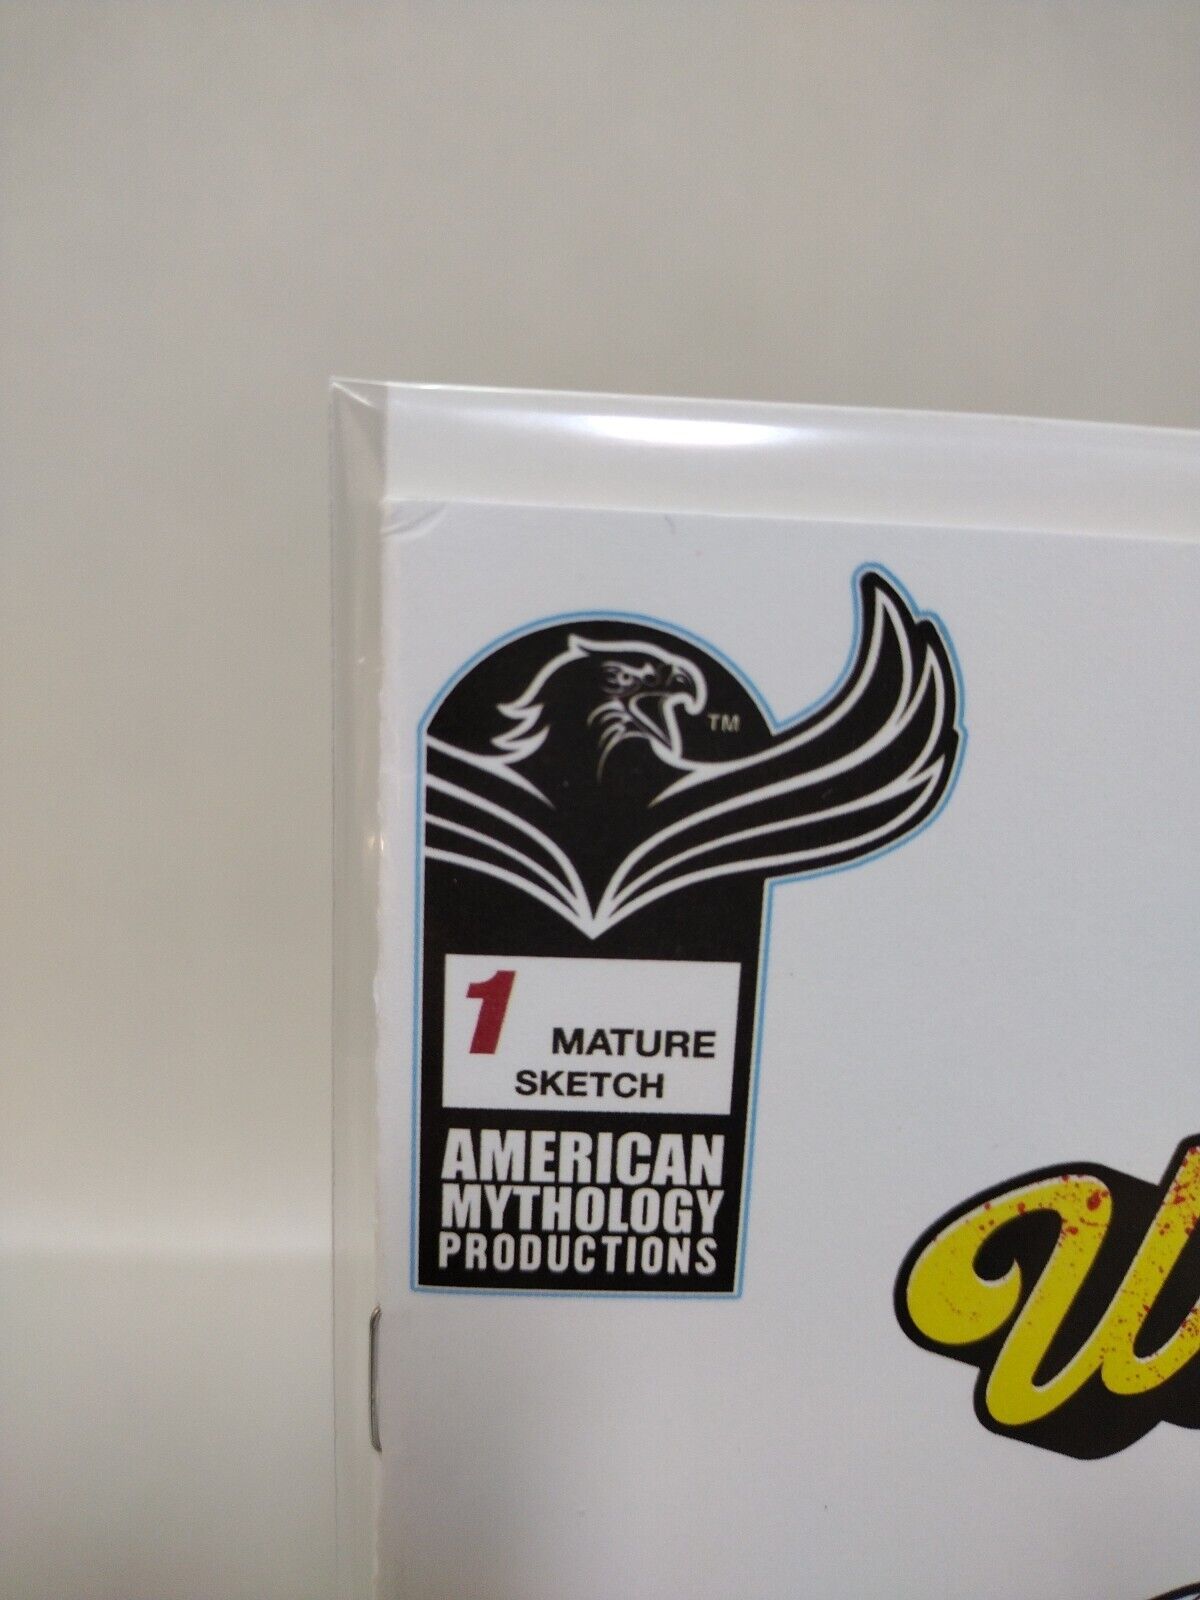 TM
1 MATURE
SKETCH
AMERICAN
MYTHOLOGY
PRODUCTIONS
W